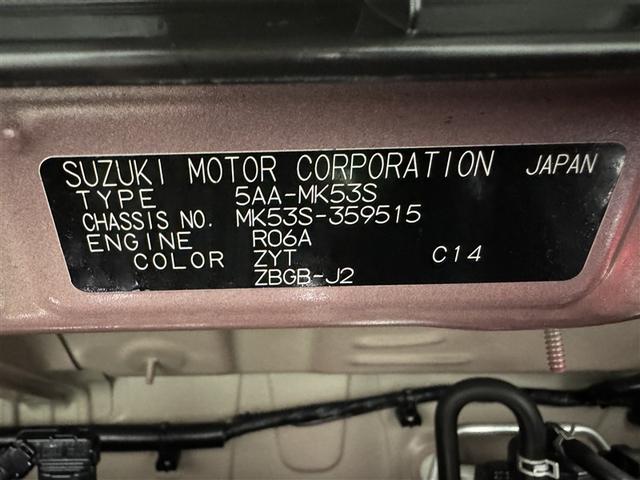 SUZUKI MOTOR CORPORATION JAPAN
TYPE 5AA-MK53S
CHASSIS NO. MK53S-359515
ENGINE R06A
COLOR ZYT C14
ZBGB-J2